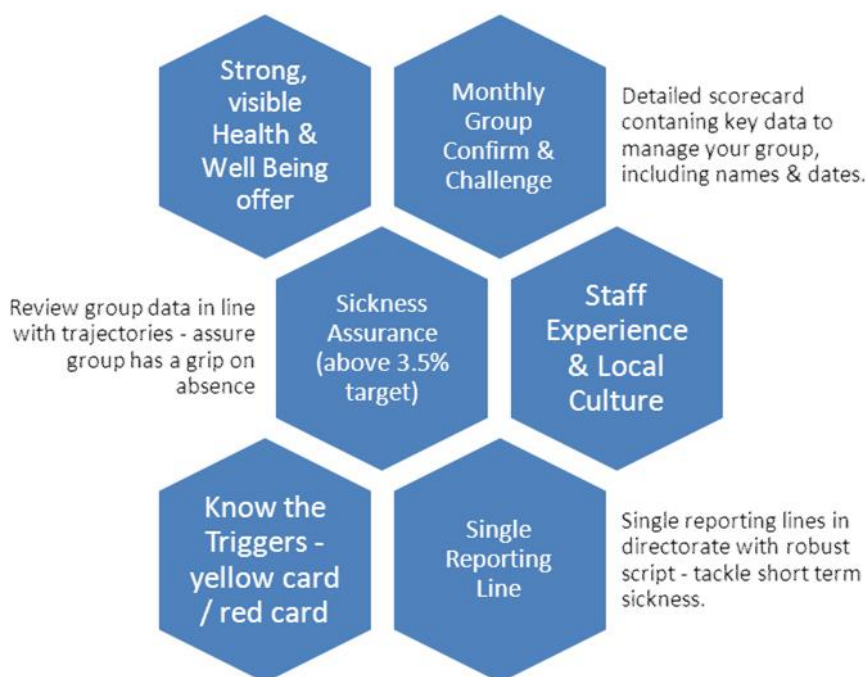 Strong,
visible
Health &
Well Being
offer
Monthly
Group
Confirm &
Challenge
Detailed scorecard
contaning key data to
manage your group,
including names & dates.
Review group data in line
with trajectories - assure
group has a grip on
absence
Sickness
Assurance
(above 3.5%
target)
Staff
Experience
& Local
Culture
Know the
Triggers -
yellow card
/ red card
Single
Reporting
Line
Single reporting lines in
directorate with robust
script - tackle short term
sickness.